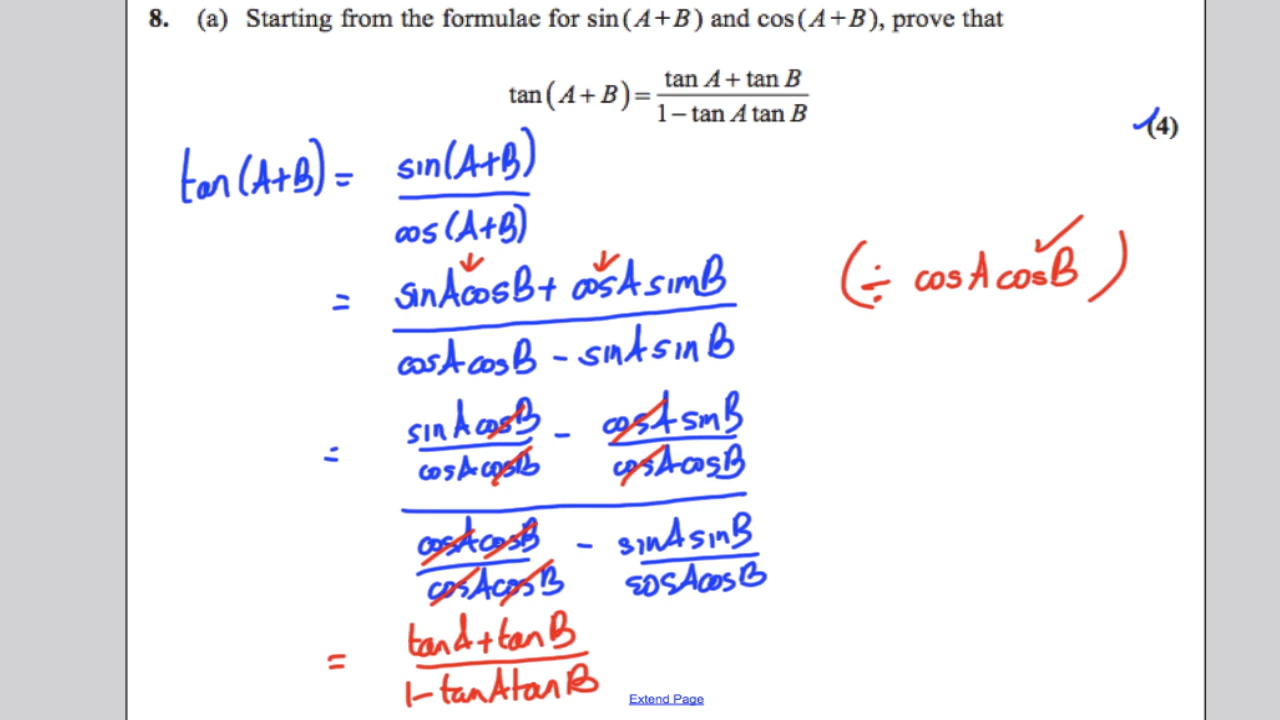 8. (a) Starting from the formulae for sin(A+B) and cos(A+B), prove that
tan(A+B) = (tan A + tan B) / (1 − tan A tan B)
(4)
tan(A+B) = sin(A+B) / cos(A+B)
= (sinAcosB + cosAsinB) / (cosAcosB − sinAsinB)
(÷ cosAcosB)
= (sinAcosB / cosAcosB − cosAsinB / cosAcosB) / (cosAcosB / cosAcosB − sinAsinB / cosAcosB)
= (tanA + tanB) / (1 − tanAtanB)
Extend Page